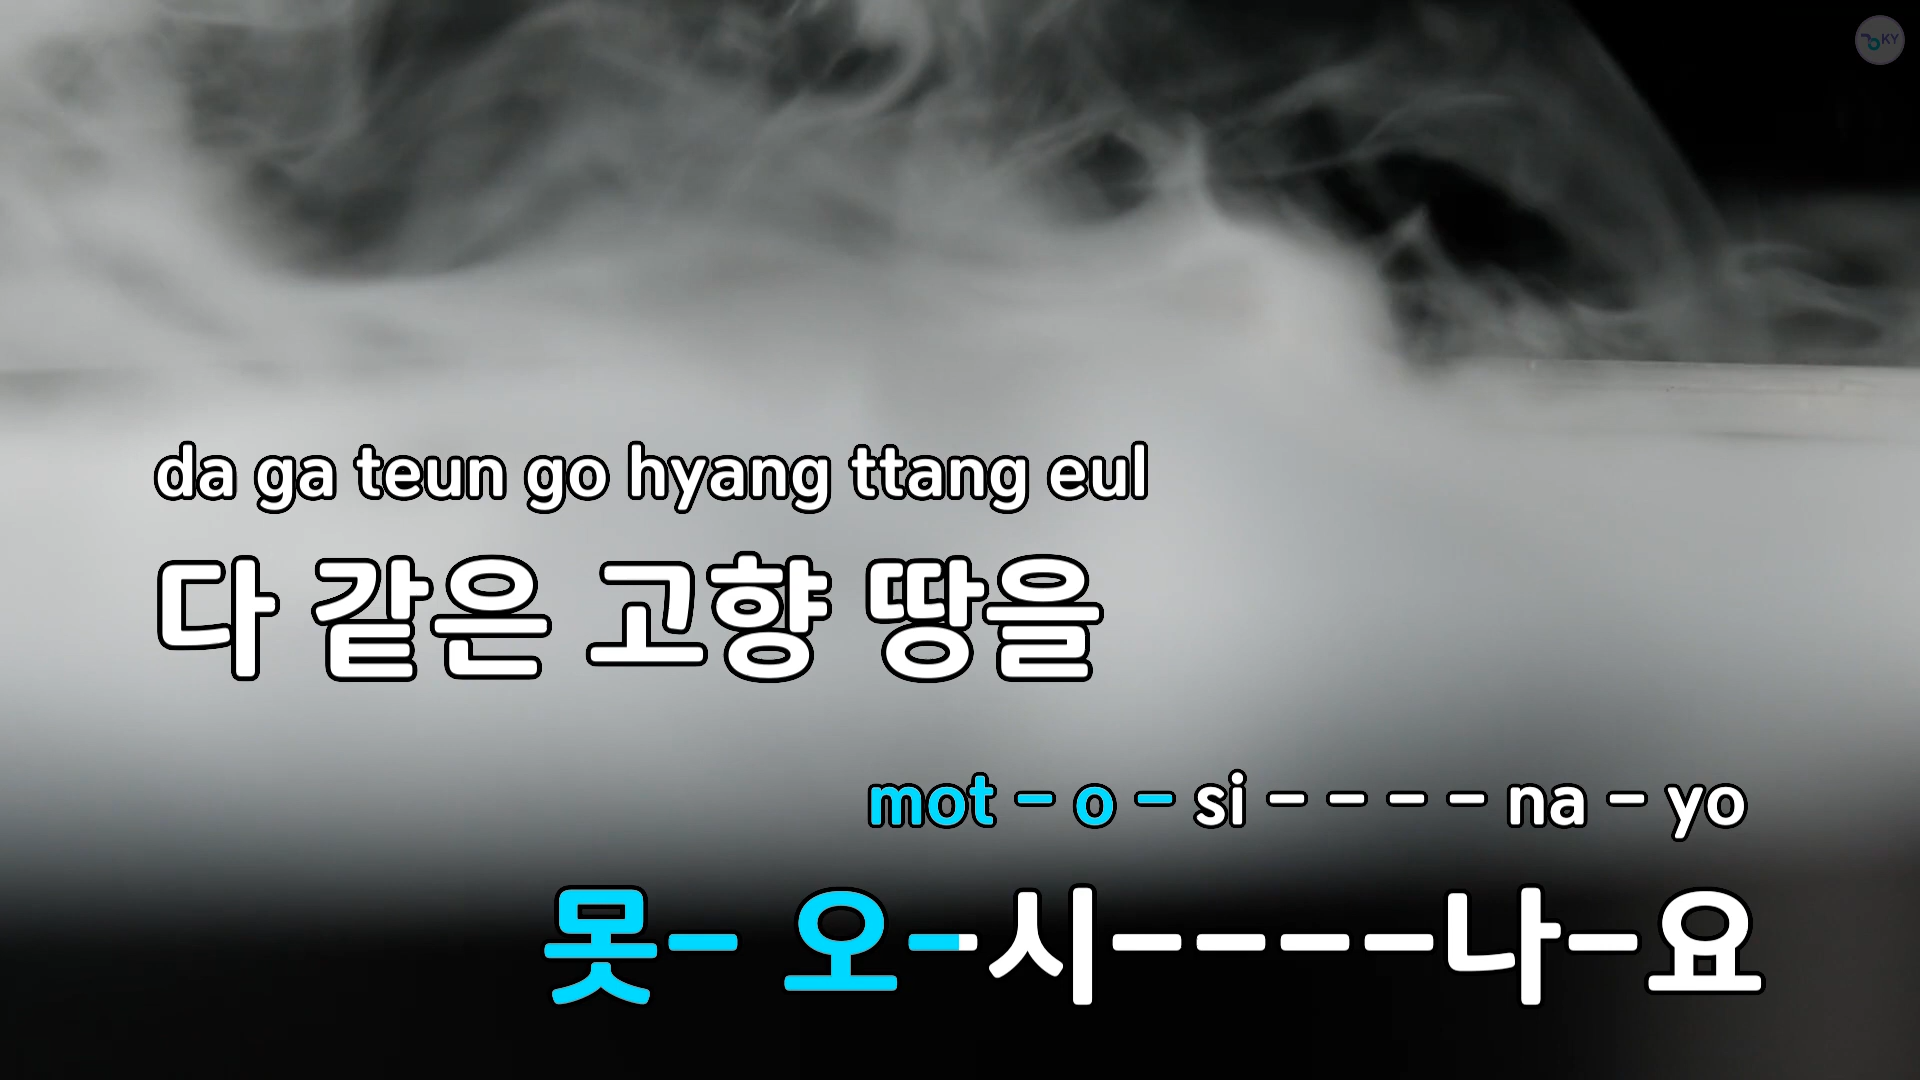 KY
da ga teun go hyang ttang eul
다 같은 고향 땅을
mot – o – si – – – – na – yo
못– 오–시––––나–요